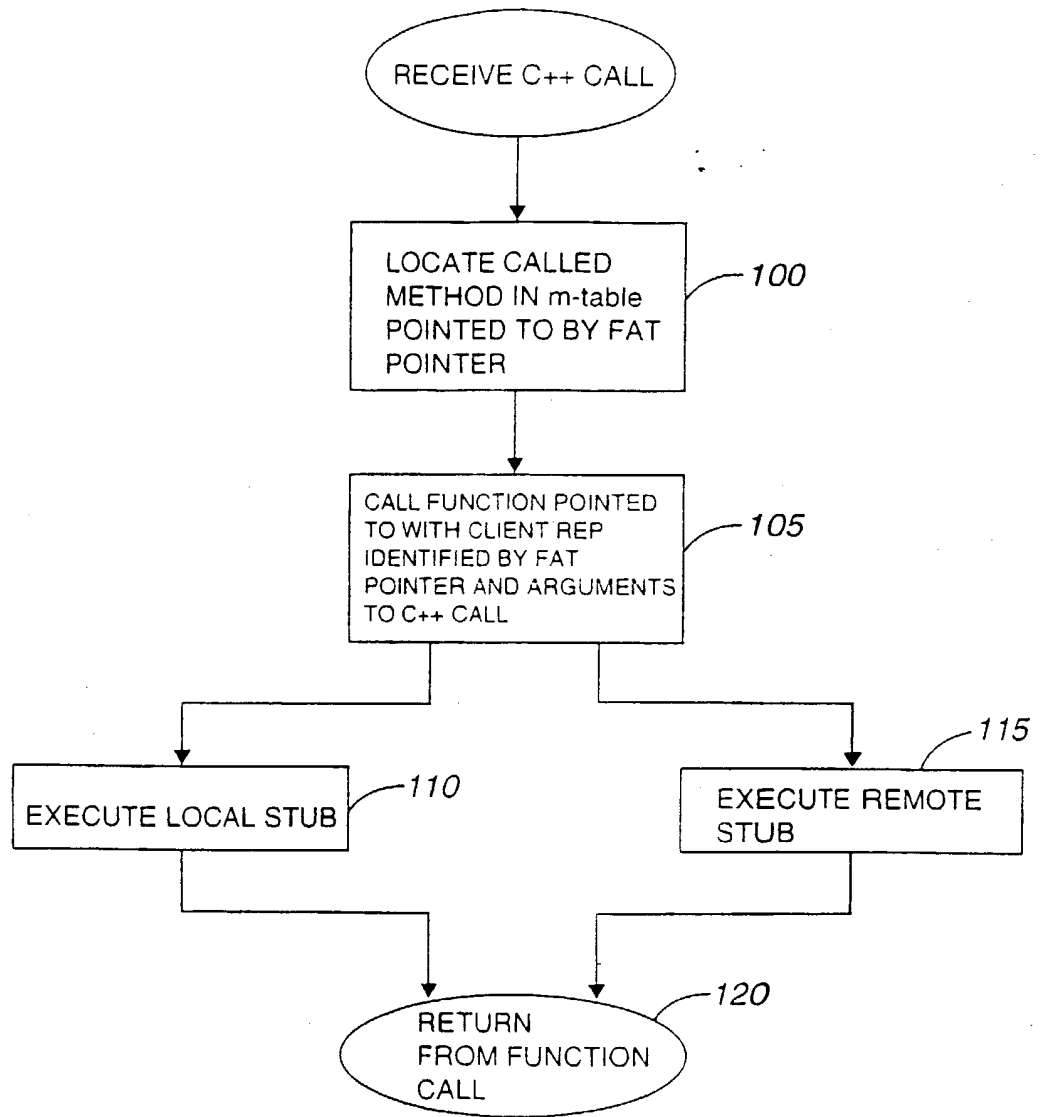 RECEIVE C++ CALL
LOCATE CALLED
METHOD IN m-table
POINTED TO BY FAT
POINTER
100
CALL FUNCTION POINTED
TO WITH CLIENT REP
IDENTIFIED BY FAT
POINTER AND ARGUMENTS
TO C++ CALL
105
EXECUTE LOCAL STUB
110
EXECUTE REMOTE
STUB
115
RETURN
FROM FUNCTION
CALL
120